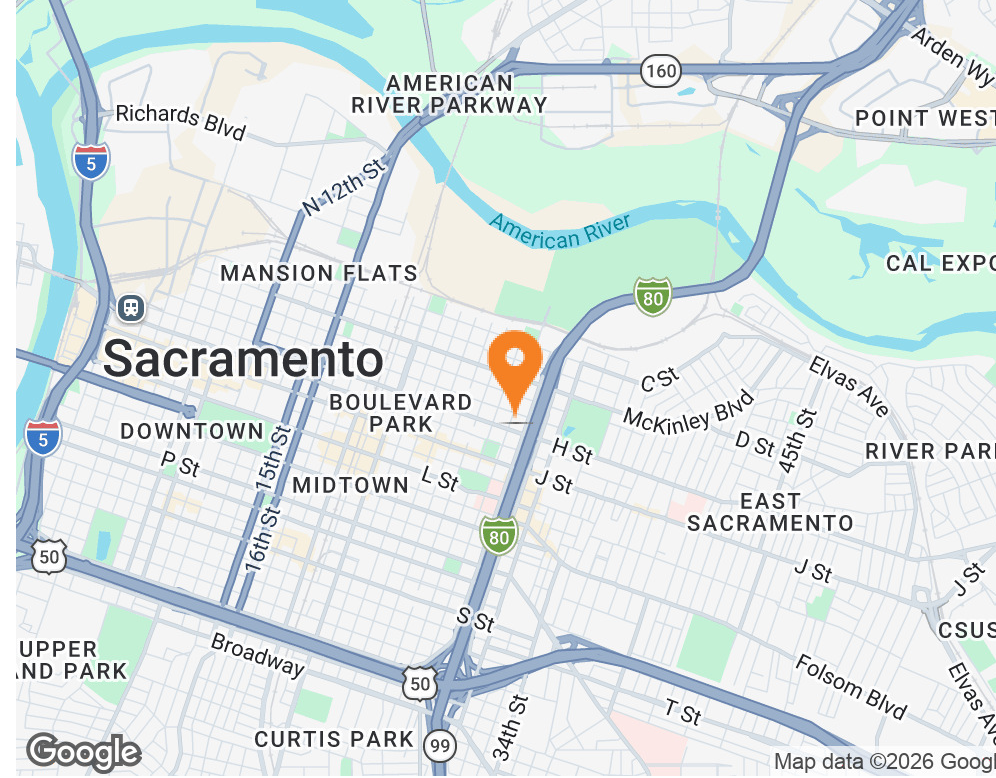 Arden Wy
160
AMERICAN
RIVER PARKWAY
Richards Blvd
POINT WEST
5
N 12th St
American River
MANSION FLATS
CAL EXPO
80
Sacramento
Elvas Ave
C St
BOULEVARD
PARK
McKinley Blvd
5
DOWNTOWN
H St
D St
45th St
RIVER PARK
P St
15th St
L St
J St
MIDTOWN
EAST
SACRAMENTO
16th St
80
50
J St
J St
S St
CSUS
UPPER
AND PARK
Broadway
50
Folsom Blvd
Elvas Av
T St
34th St
CURTIS PARK
99
Google
Map data ©2026 Googl